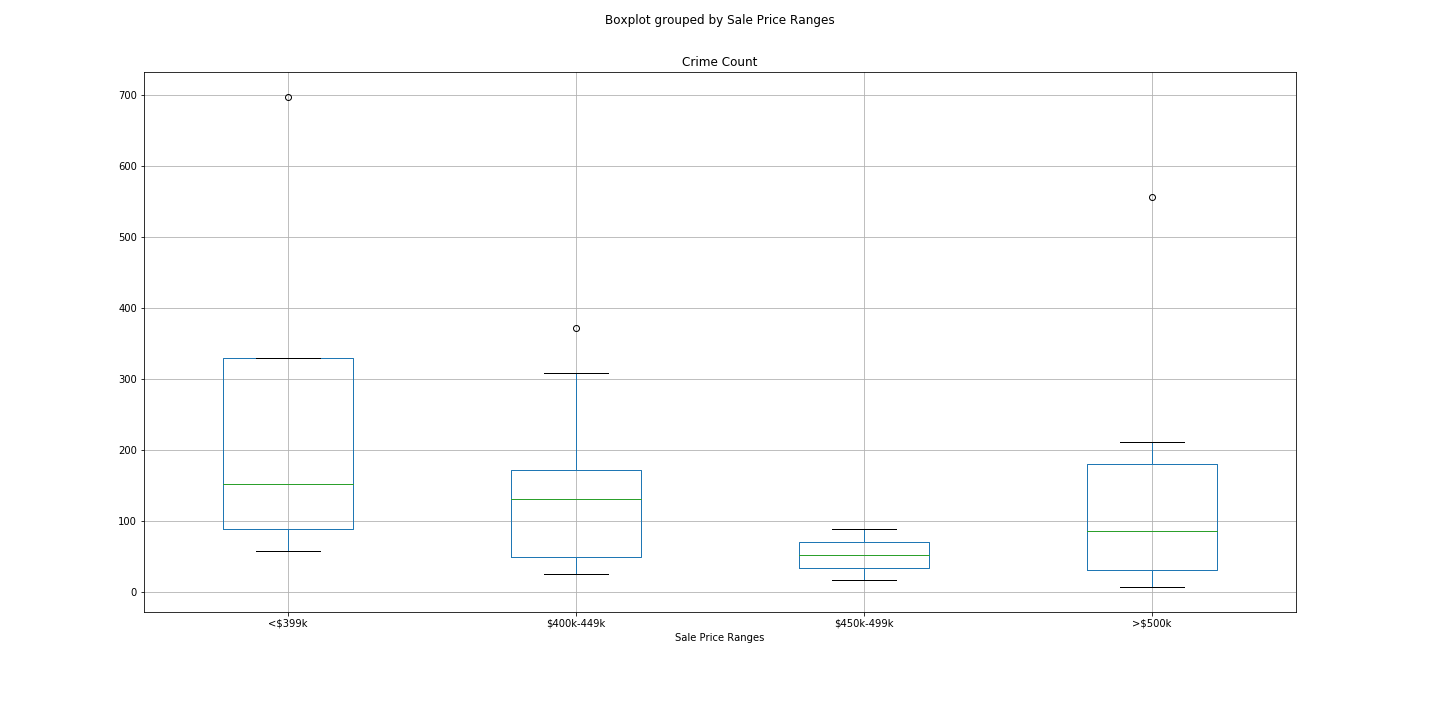 Boxplot grouped by Sale Price Ranges
Crime Count
700
600
500
400
300
200
100
0
<$399k
$400k-449k
$450k-499k
>$500k
Sale Price Ranges